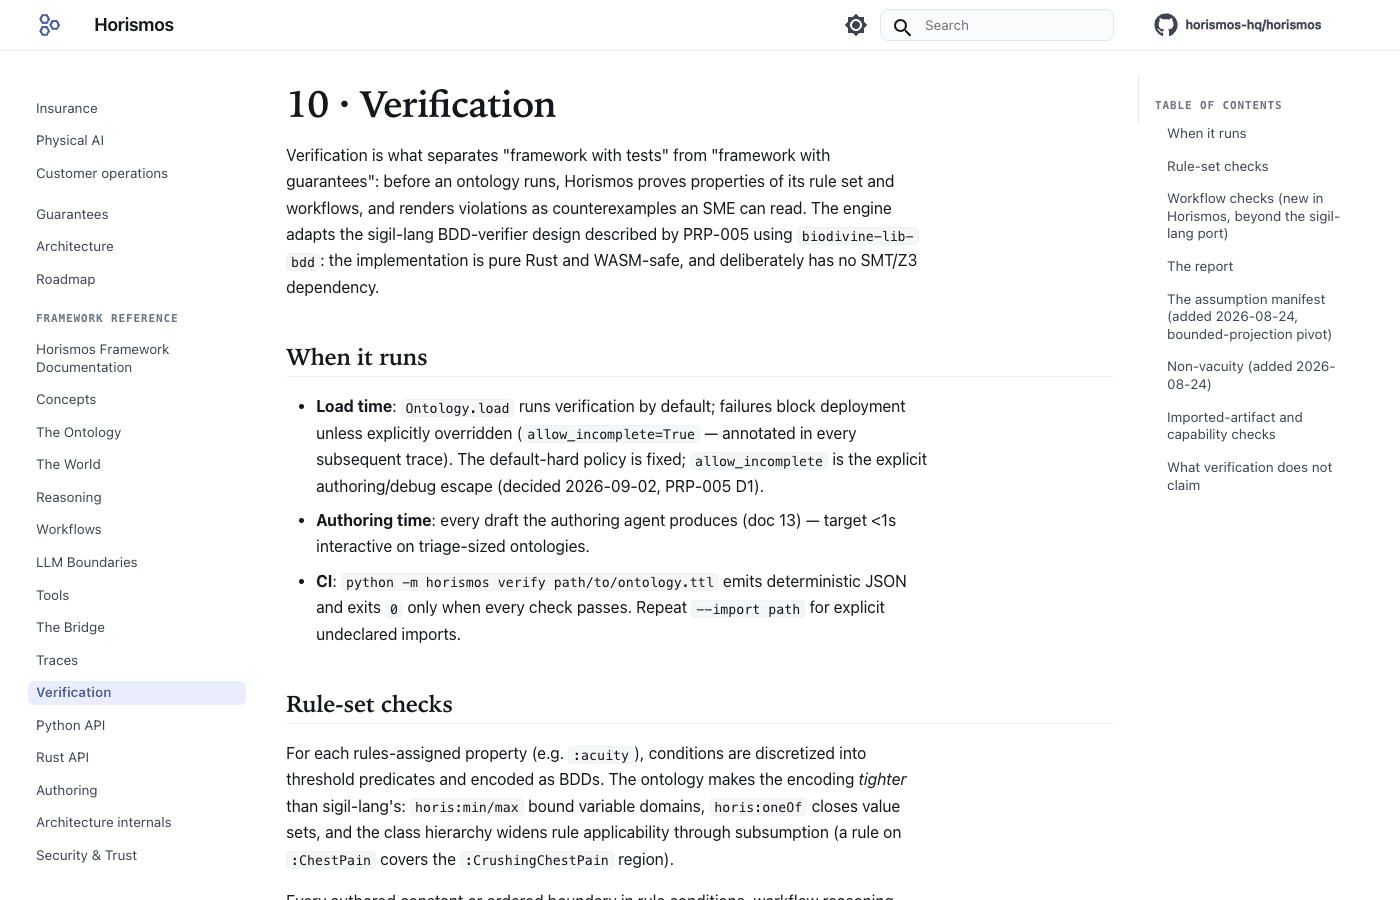 Horismos
Search
horismos-hq/horismos
Insurance
Physical AI
Customer operations
Guarantees
Architecture
Roadmap
FRAMEWORK REFERENCE
Horismos Framework
Documentation
Concepts
The Ontology
The World
Reasoning
Workflows
LLM Boundaries
Tools
The Bridge
Traces
Verification
Python API
Rust API
Authoring
Architecture internals
Security & Trust
10 · Verification
Verification is what separates "framework with tests" from "framework with
guarantees": before an ontology runs, Horismos proves properties of its rule set and
workflows, and renders violations as counterexamples an SME can read. The engine
adapts the sigil-lang BDD-verifier design described by PRP-005 using biodivine-lib-
bdd: the implementation is pure Rust and WASM-safe, and deliberately has no SMT/Z3
dependency.
When it runs
• Load time: Ontology.load runs verification by default; failures block deployment
unless explicitly overridden (allow_incomplete=True — annotated in every
subsequent trace). The default-hard policy is fixed; allow_incomplete is the explicit
authoring/debug escape (decided 2026-09-02, PRP-005 D1).
• Authoring time: every draft the authoring agent produces (doc 13) — target <1s
interactive on triage-sized ontologies.
• CI: python -m horismos verify path/to/ontology.ttl emits deterministic JSON
and exits 0 only when every check passes. Repeat --import path for explicit
undeclared imports.
Rule-set checks
For each rules-assigned property (e.g. :acuity), conditions are discretized into
threshold predicates and encoded as BDDs. The ontology makes the encoding tighter
than sigil-lang's: horis:min/max bound variable domains, horis:oneOf closes value
sets, and the class hierarchy widens rule applicability through subsumption (a rule on
:ChestPain covers the :CrushingChestPain region).
Every authored constant or ordered boundary in rule conditions, workflow reasoning
TABLE OF CONTENTS
When it runs
Rule-set checks
Workflow checks (new in
Horismos, beyond the sigil-
lang port)
The report
The assumption manifest
(added 2026-08-24,
bounded-projection pivot)
Non-vacuity (added 2026-
08-24)
Imported-artifact and
capability checks
What verification does not
claim